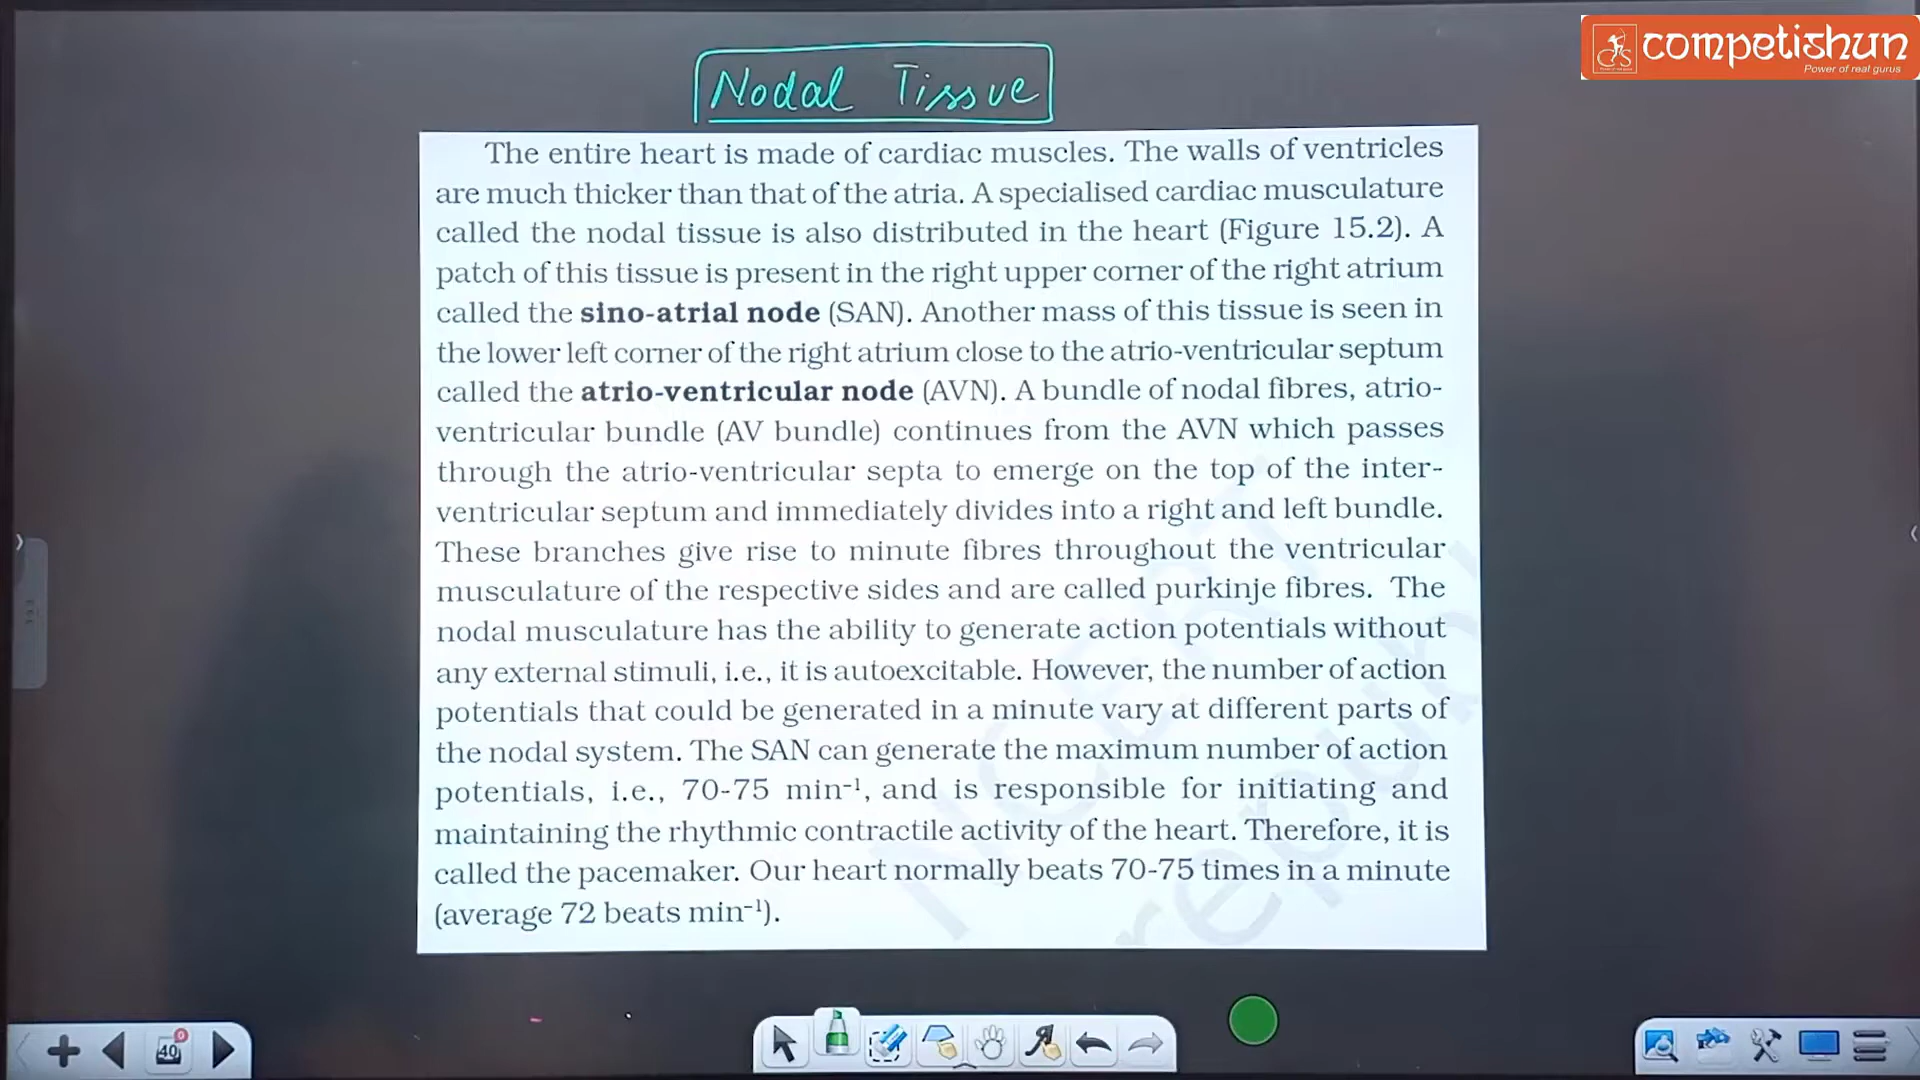 competishun
Power of real gurus
Nodal Tissue
The entire heart is made of cardiac muscles. The walls of ventricles
are much thicker than that of the atria. A specialised cardiac musculature
called the nodal tissue is also distributed in the heart (Figure 15.2). A
patch of this tissue is present in the right upper corner of the right atrium
called the sino-atrial node (SAN). Another mass of this tissue is seen in
the lower left corner of the right atrium close to the atrio-ventricular septum
called the atrio-ventricular node (AVN). A bundle of nodal fibres, atrio-
ventricular bundle (AV bundle) continues from the AVN which passes
through the atrio-ventricular septa to emerge on the top of the inter-
ventricular septum and immediately divides into a right and left bundle.
These branches give rise to minute fibres throughout the ventricular
musculature of the respective sides and are called purkinje fibres. The
nodal musculature has the ability to generate action potentials without
any external stimuli, i.e., it is autoexcitable. However, the number of action
potentials that could be generated in a minute vary at different parts of
the nodal system. The SAN can generate the maximum number of action
potentials, i.e., 70-75 min⁻¹, and is responsible for initiating and
maintaining the rhythmic contractile activity of the heart. Therefore, it is
called the pacemaker. Our heart normally beats 70-75 times in a minute
(average 72 beats min⁻¹).
40
0